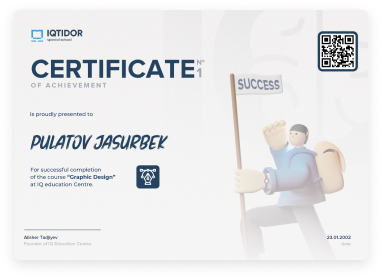 IQTIDOR
CERTIFICATE N°
1
OF ACHIEVEMENT
SUCCESS
is proudly presented to
PULATOV JASURBEK
For successful completion
of the course "Graphic Design"
at IQ education Centre.
Alisher Tadjiyev
23.01.2002
Founder of IQ Education Centre
date